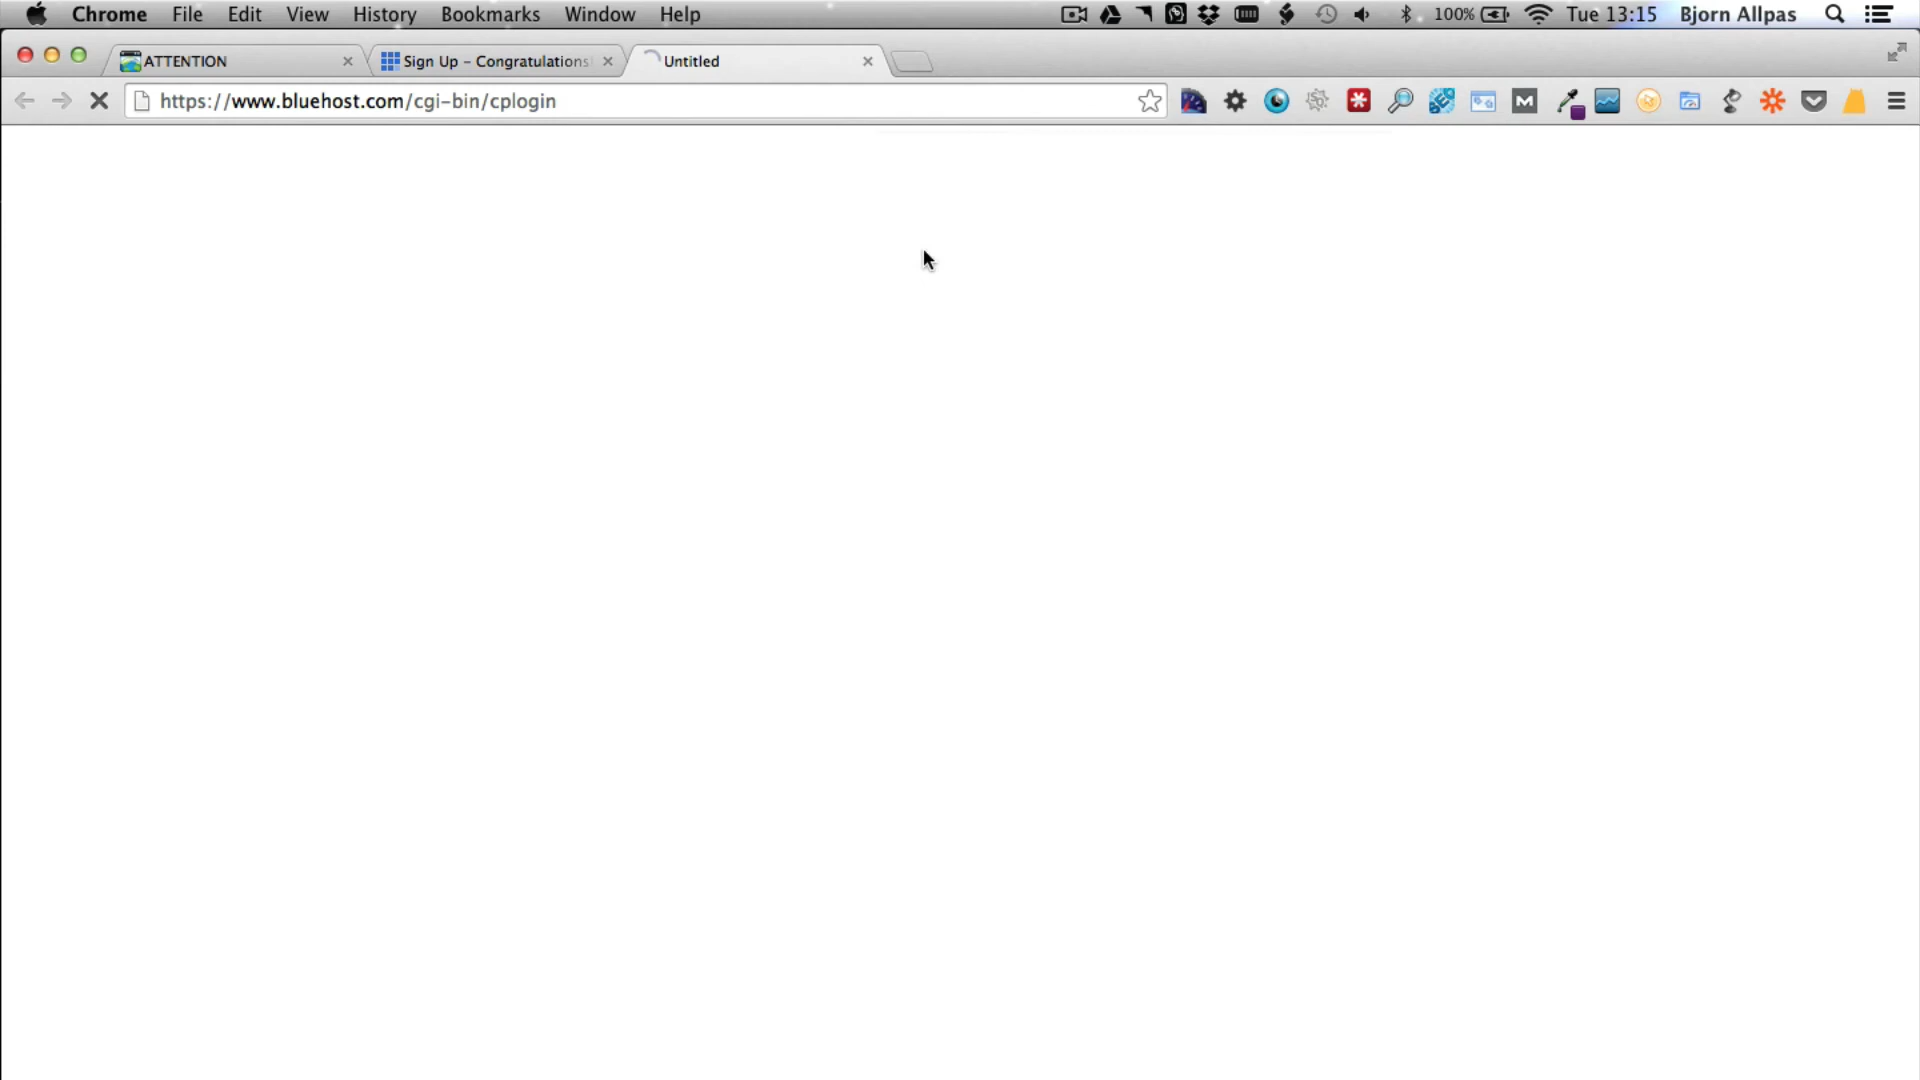 Chrome File Edit View History Bookmarks Window Help 100% Tue 13:15 Bjorn Allpas
ATTENTION Sign Up - Congratulations Untitled
https://www.bluehost.com/cgi-bin/cplogin